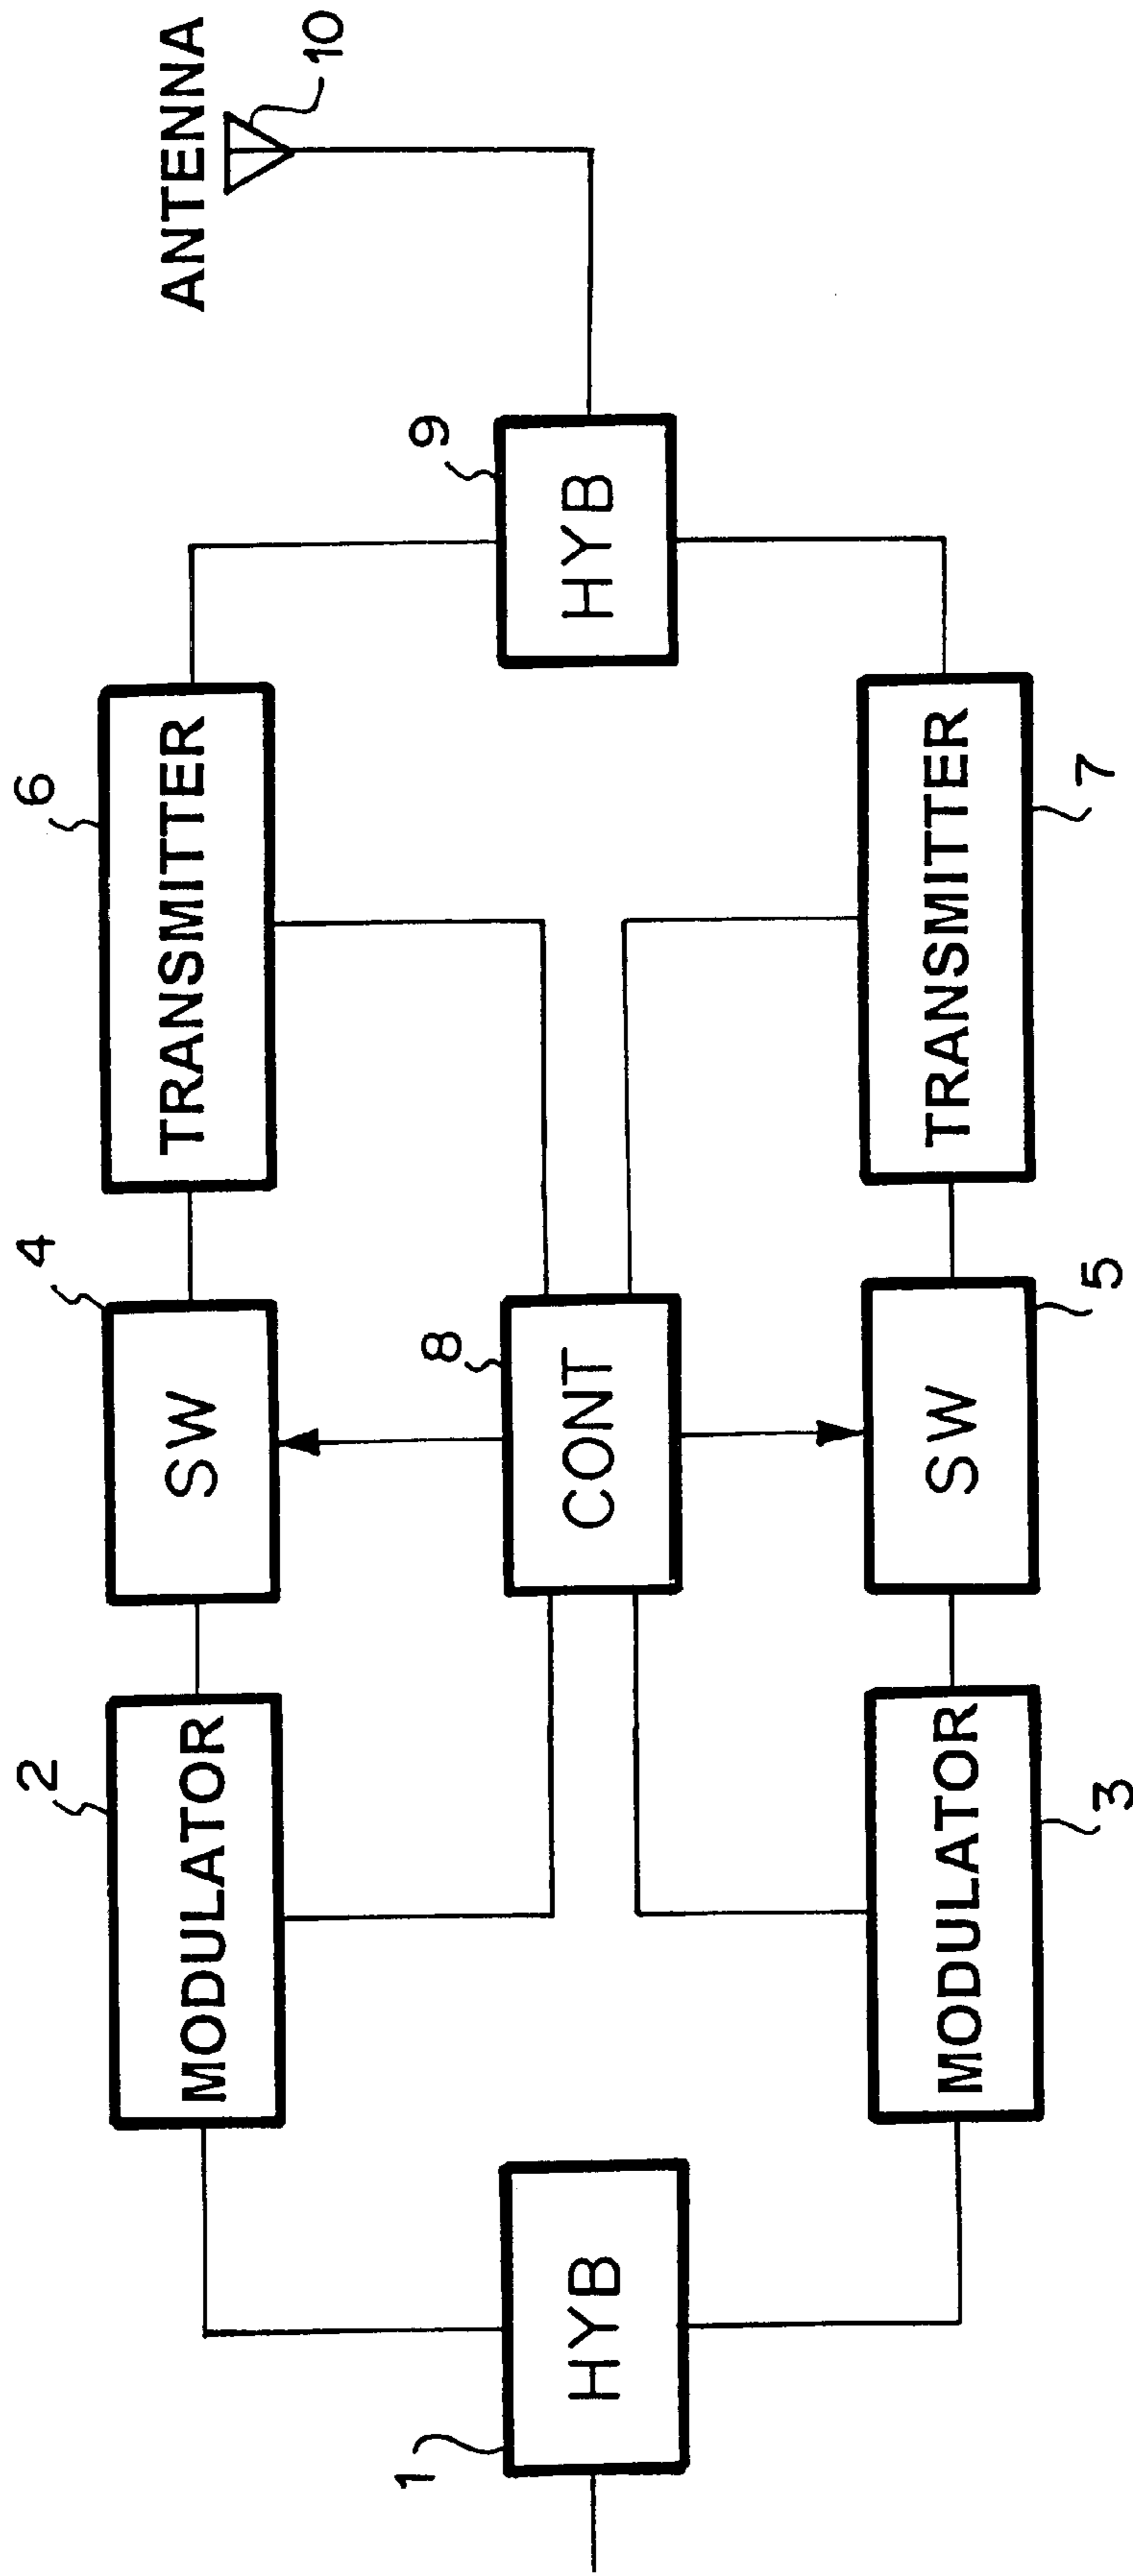 ANTENNA
10
6
TRANSMITTER
4
SW
2
MODULATOR
9
HYB
8
CONT
1
HYB
TRANSMITTER
7
SW
5
MODULATOR
3